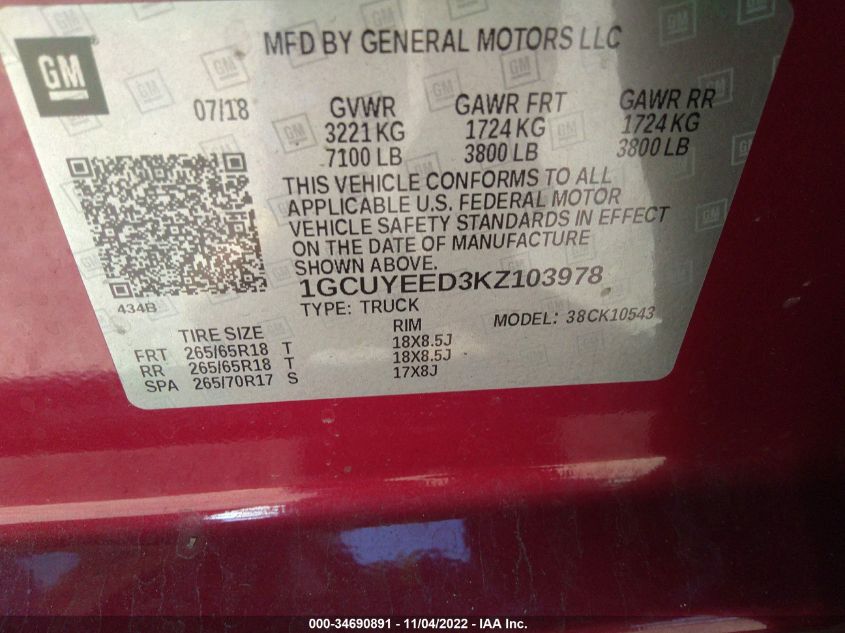 GM
MFD BY GENERAL MOTORS LLC
07/18 GVWR GAWR FRT GAWR RR
3221 KG 1724 KG 1724 KG
7100 LB 3800 LB 3800 LB
THIS VEHICLE CONFORMS TO ALL
APPLICABLE U.S. FEDERAL MOTOR
VEHICLE SAFETY STANDARDS IN EFFECT
ON THE DATE OF MANUFACTURE
SHOWN ABOVE.
1GCUYEED3KZ103978
434B
TYPE: TRUCK MODEL: 38CK10543
TIRE SIZE RIM
FRT 265/65R18 T 18X8.5J
RR 265/65R18 T 18X8.5J
SPA 265/70R17 S 17X8J
000-34690891 - 11/04/2022 - IAA Inc.